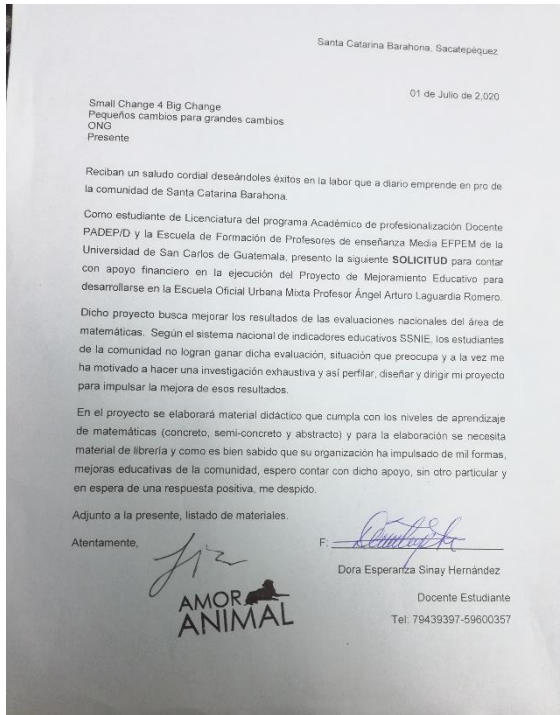 Santa Catarina Barahona, Sacatepéquez
01 de Julio de 2,020
Small Change 4 Big Change
Pequeños cambios para grandes cambios
ONG
Presente
Reciban un saludo cordial deseándoles éxitos en la labor que a diario emprende en pro de
la comunidad de Santa Catarina Barahona.
Como estudiante de Licenciatura del programa Académico de profesionalización Docente
PADEP/D y la Escuela de Formación de Profesores de enseñanza Media EFPEM de la
Universidad de San Carlos de Guatemala, presento la siguiente SOLICITUD para contar
con apoyo financiero en la ejecución del Proyecto de Mejoramiento Educativo para
desarrollarse en la Escuela Oficial Urbana Mixta Profesor Ángel Arturo Laguardia Romero.
Dicho proyecto busca mejorar los resultados de las evaluaciones nacionales del área de
matemáticas. Según el sistema nacional de indicadores educativos SSNIE, los estudiantes
de la comunidad no logran ganar dicha evaluación, situación que preocupa y a la vez me
ha motivado a hacer una investigación exhaustiva y así perfilar, diseñar y dirigir mi proyecto
para impulsar la mejora de esos resultados.
En el proyecto se elaborará material didáctico que cumpla con los niveles de aprendizaje
de matemáticas (concreto, semi-concreto y abstracto) y para la elaboración se necesita
material de librería y como es bien sabido que su organización ha impulsado de mil formas,
mejoras educativas de la comunidad, espero contar con dicho apoyo, sin otro particular y
en espera de una respuesta positiva, me despido.
Adjunto a la presente, listado de materiales.
Atentamente,
F:
Dora Esperanza Sinay Hernández
AMOR
ANIMAL
Docente Estudiante
Tel: 79439397-59600357